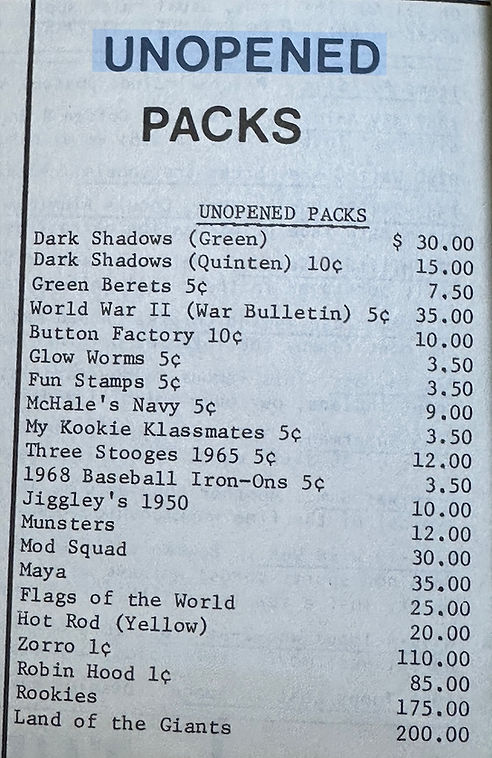 UNOPENED
PACKS
UNOPENED PACKS
Dark Shadows (Green) $ 30.00
Dark Shadows (Quinten) 10¢ 15.00
Green Berets 5¢ 7.50
World War II (War Bulletin) 5¢ 35.00
Button Factory 10¢ 10.00
Glow Worms 5¢ 3.50
Fun Stamps 5¢ 3.50
McHale's Navy 5¢ 9.00
My Kookie Klassmates 5¢ 3.50
Three Stooges 1965 5¢ 12.00
1968 Baseball Iron-Ons 5¢ 3.50
Jiggley's 1950 10.00
Munsters 12.00
Mod Squad 30.00
Maya 35.00
Flags of the World 25.00
Hot Rod (Yellow) 20.00
Zorro 1¢ 110.00
Robin Hood 1¢ 85.00
Rookies 175.00
Land of the Giants 200.00